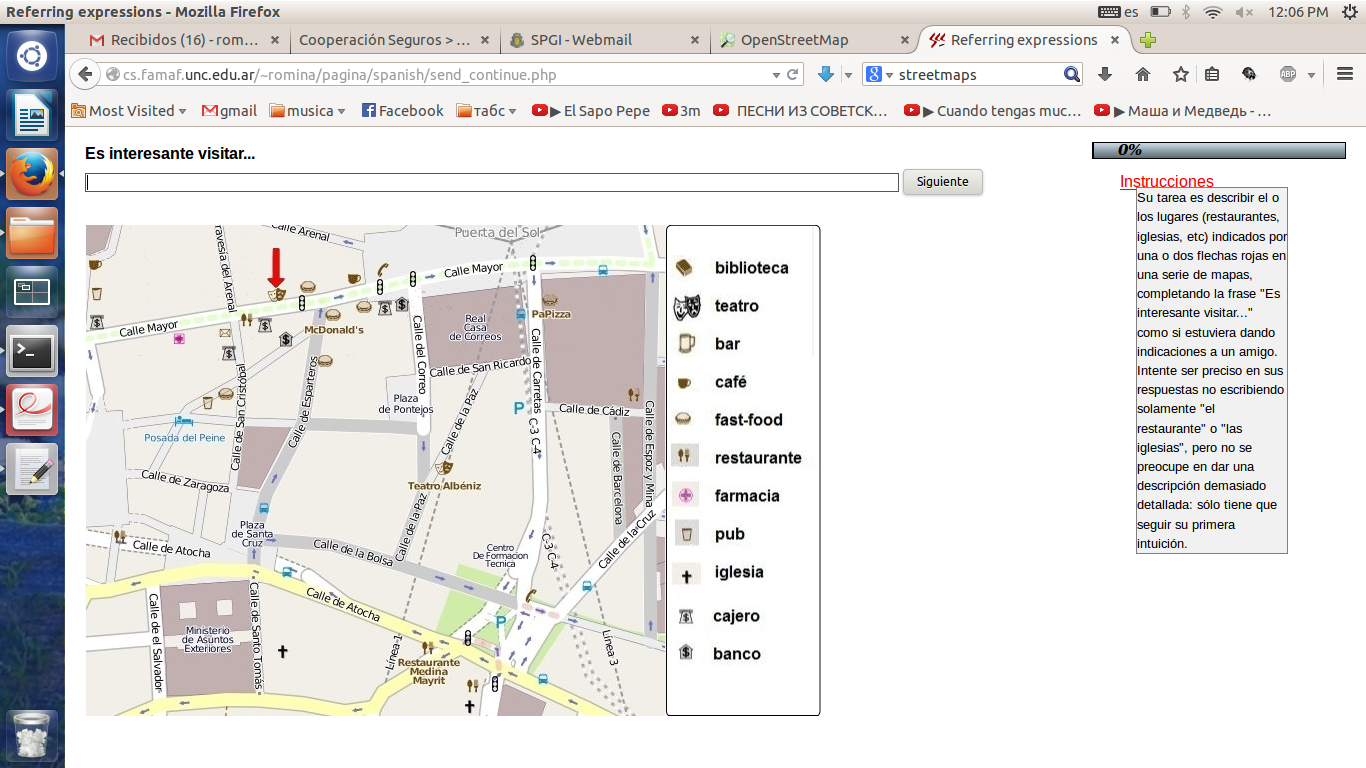 Referring expressions - Mozilla Firefox
es
12:06 PM
Recibidos (16) - rom...
Cooperación Seguros > ...
SPGI - Webmail
OpenStreetMap
Referring expressions
cs.famaf.unc.edu.ar/~romina/pagina/spanish/send_continue.php
streetmaps
ABP
Most Visited
gmail
musica
Facebook
табс
▶ El Sapo Pepe
3m
ПЕСНИ ИЗ СОВЕТСК...
▶ Cuando tengas muc...
▶ Маша и Медведь - ...
Es interesante visitar...
Siguiente
0%
Instrucciones
Su tarea es describir el o
los lugares (restaurantes,
iglesias, etc) indicados por
una o dos flechas rojas en
una serie de mapas,
completando la frase "Es
interesante visitar..."
como si estuviera dando
indicaciones a un amigo.
Intente ser preciso en sus
respuestas no escribiendo
solamente "el
restaurante" o "las
iglesias", pero no se
preocupe en dar una
descripción demasiado
detallada: sólo tiene que
seguir su primera
intuición.
Calle Arenal
Puerta del Sol
ravesia del Arenal
Calle Mayor
Calle Mayor
McDonald's
Real
Casa
de Correos
PaPizza
Calle del Correo
Calle de San Ricardo
Calle de Carretas
Calle de San Cristóbal
Calle de Esparteros
Plaza
de Pontejos
Calle de la Paz
P
Calle de Cádiz
Posada del Peine
C-3 C-4
Calle de Barcelona
Calle de Espoz y Mina
Calle de Zaragoza
Teatro Albéniz
Calle de la Paz
Plaza
de Santa
Cruz
Calle de Atocha
Calle de la Bolsa
Centro
De Formacion
Tecnica
C-3 C-4
Calle de la Cruz
Calle de Atocha
Calle de el Salvador
Ministerio
de Asuntos
Exteriores
Calle de Santo Tomás
P
Línea 1
Línea 3
Restaurante
Medina
Mayrit
biblioteca
teatro
bar
café
fast-food
restaurante
farmacia
pub
iglesia
cajero
banco